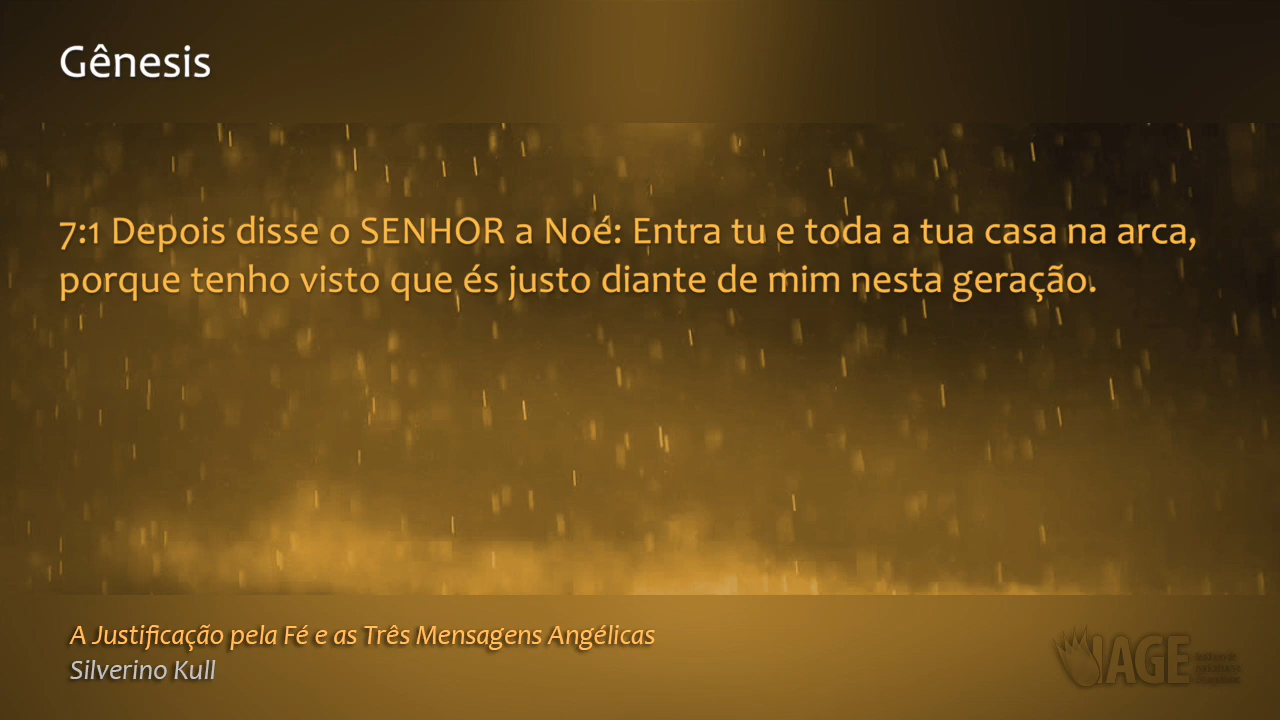 Gênesis
7:1 Depois disse o SENHOR a Noé: Entra tu e toda a tua casa na arca,
porque tenho visto que és justo diante de mim nesta geração.
A Justificação pela Fé e as Três Mensagens Angélicas
Silverino Kull
IAGE